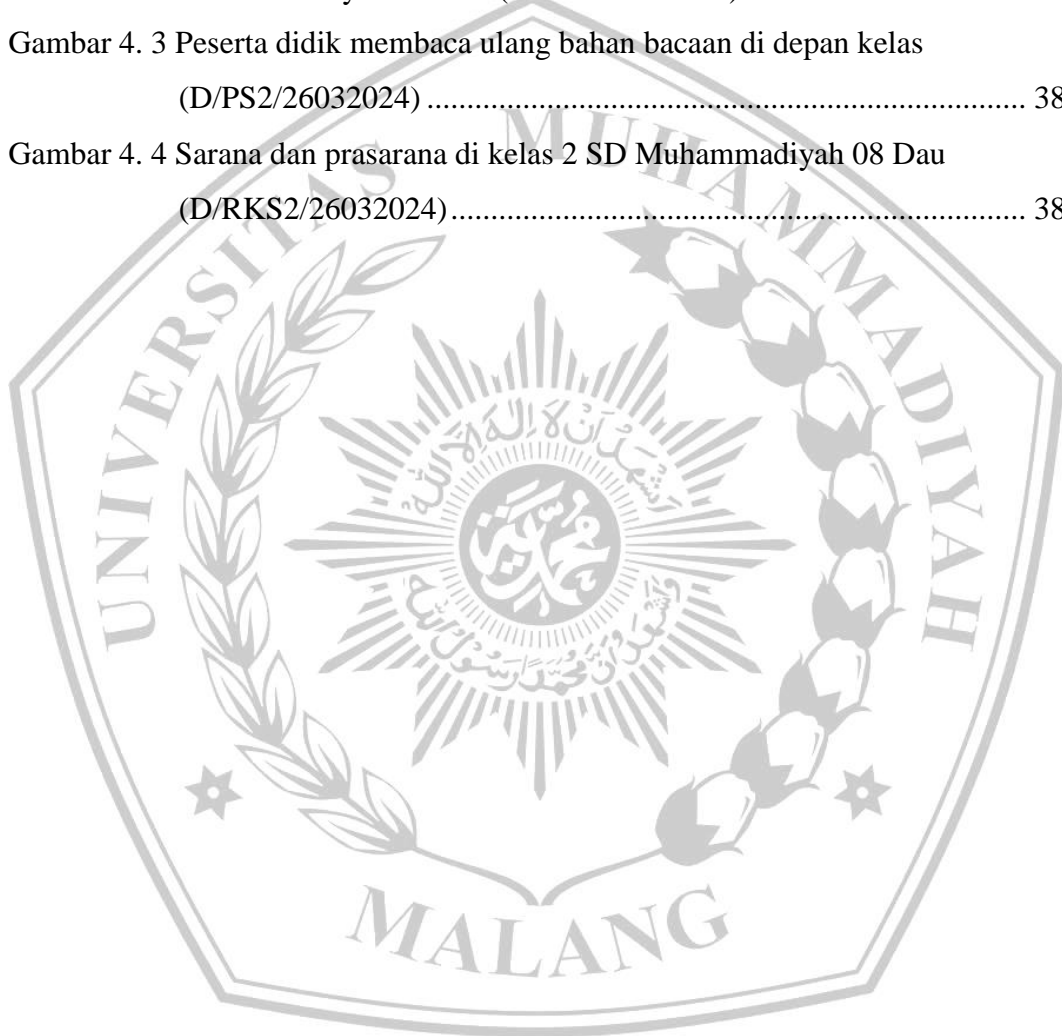 Gambar 4. 3 Peserta didik membaca ulang bahan bacaan di depan kelas
(D/PS2/26032024) ........................................................................... 38
Gambar 4. 4 Sarana dan prasarana di kelas 2 SD Muhammadiyah 08 Dau
(D/RKS2/26032024) ........................................................................ 38
UNIVERSITAS MUHAMMADIYAH
MALANG